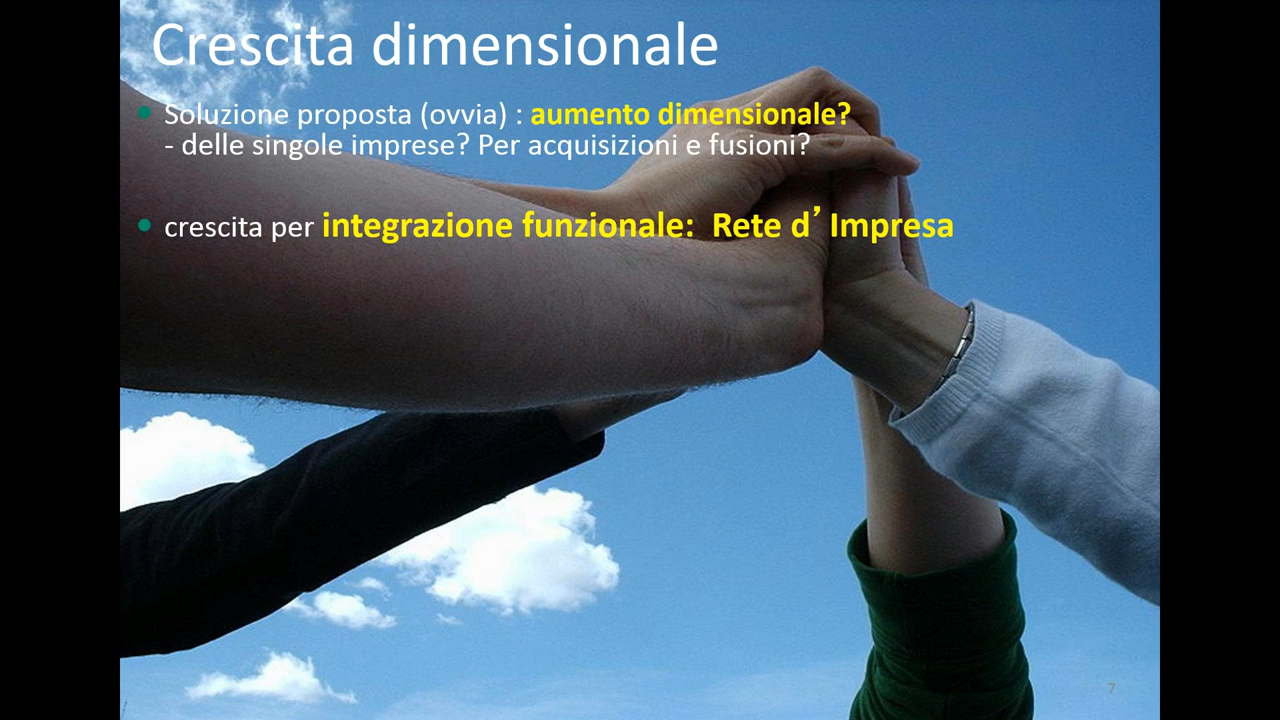 Crescita dimensionale
• Soluzione proposta (ovvia) : aumento dimensionale?
- delle singole imprese? Per acquisizioni e fusioni?
• crescita per integrazione funzionale: Rete d’ Impresa
7